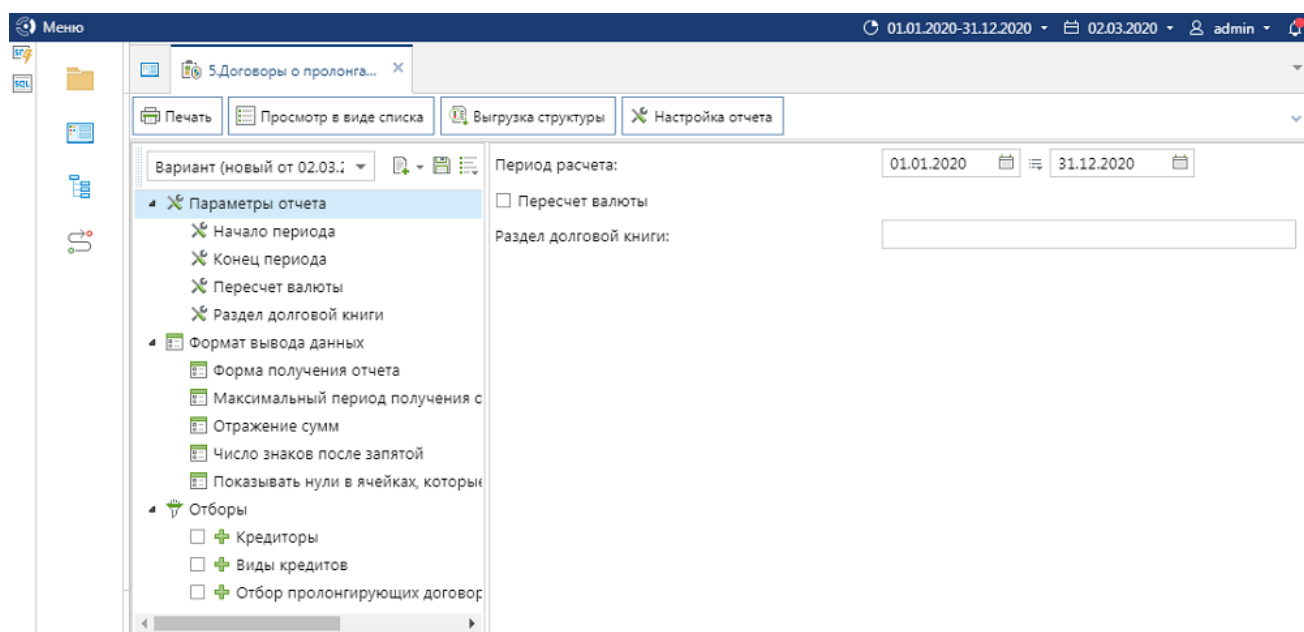 Меню 01.01.2020-31.12.2020 02.03.2020 admin
SQL
5.Договоры о пролонга...
Печать Просмотр в виде списка Выгрузка структуры Настройка отчета
Вариант (новый от 02.03.2 Период расчета: 01.01.2020 31.12.2020
Параметры отчета Пересчет валюты
Начало периода Раздел долговой книги:
Конец периода
Пересчет валюты
Раздел долговой книги
Формат вывода данных
Форма получения отчета
Максимальный период получения с
Отражение сумм
Число знаков после запятой
Показывать нули в ячейках, которые
Отборы
Кредиторы
Виды кредитов
Отбор пролонгирующих договор